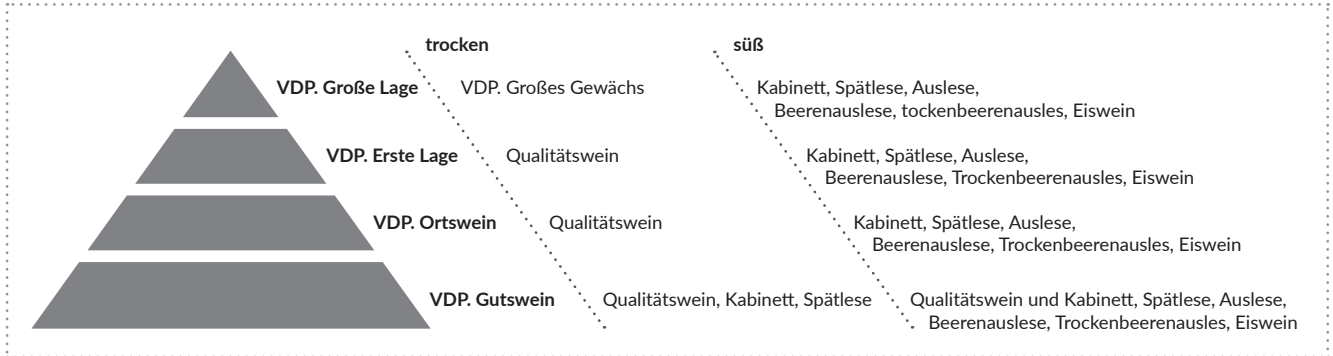 trocken süß
VDP. Große Lage VDP. Großes Gewächs Kabinett, Spätlese, Auslese,
Beerenauslese, tockenbeerenausles, Eiswein
VDP. Erste Lage Qualitätswein Kabinett, Spätlese, Auslese,
Beerenauslese, Trockenbeerenausles, Eiswein
VDP. Ortswein Qualitätswein Kabinett, Spätlese, Auslese,
Beerenauslese, Trockenbeerenausles, Eiswein
VDP. Gutswein Qualitätswein, Kabinett, Spätlese Qualitätswein und Kabinett, Spätlese, Auslese,
Beerenauslese, Trockenbeerenausles, Eiswein